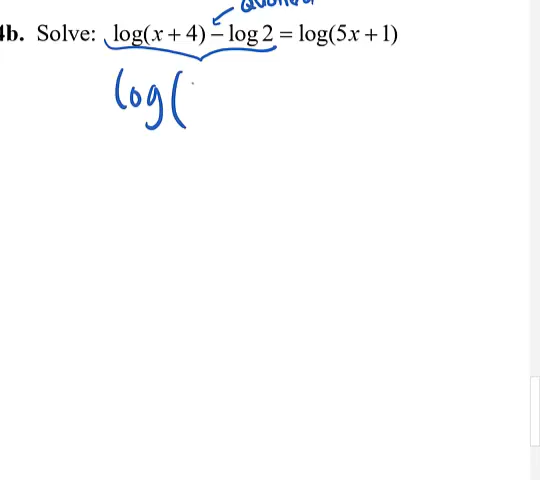 4b. Solve: log(x + 4) − log 2 = log(5x + 1)
log(